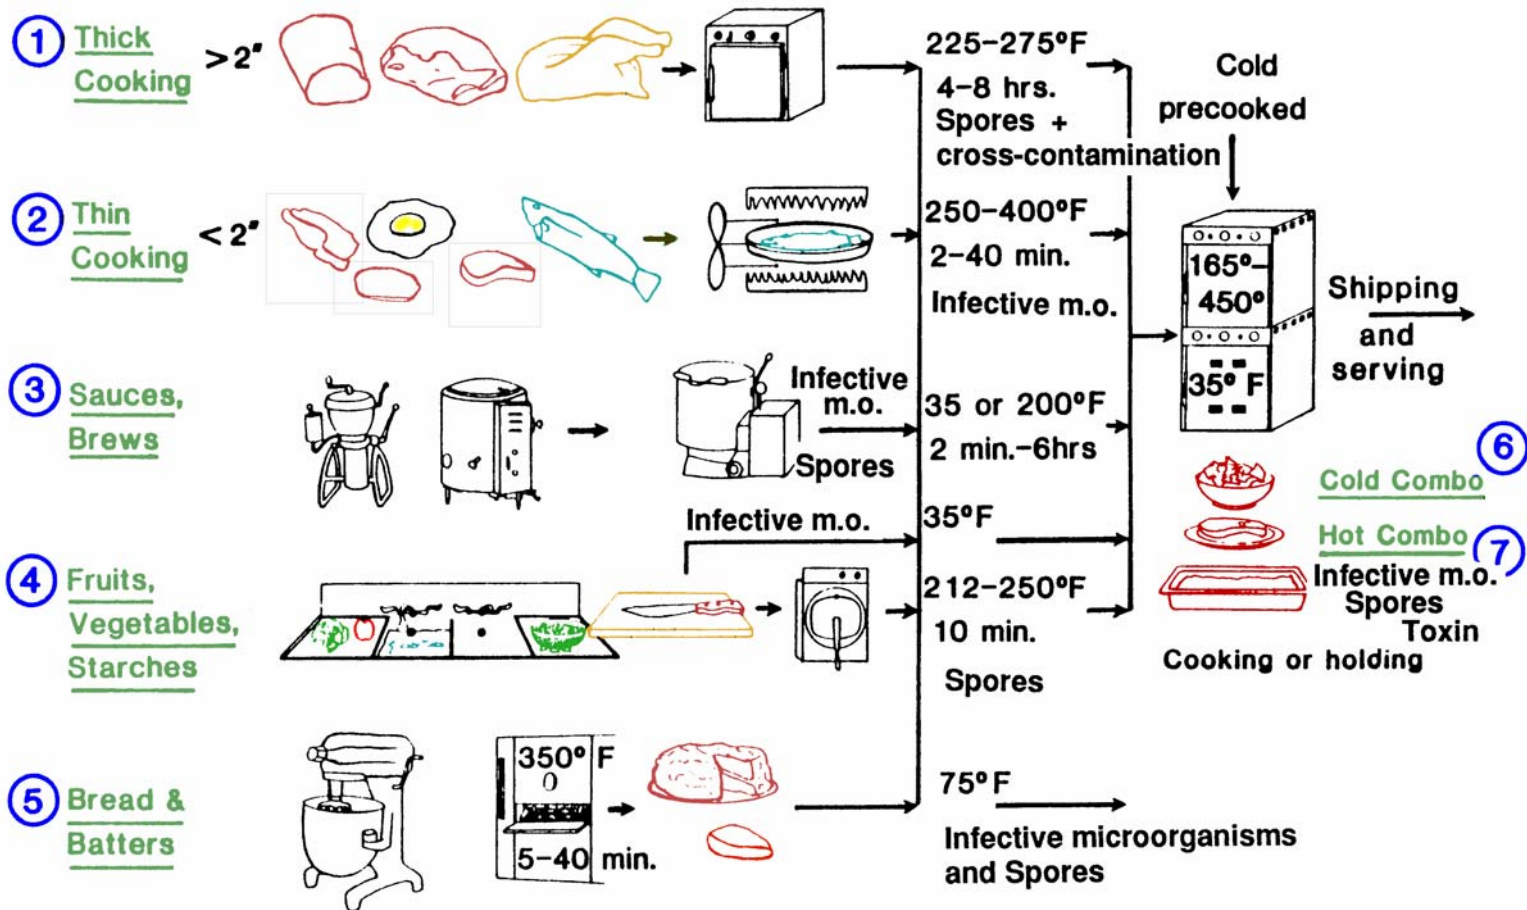 1
Thick
Cooking
>2"
225-275°F
4-8 hrs.
Spores +
cross-contamination
Cold
precooked
2
Thin
Cooking
<2"
250-400°F
2-40 min.
Infective m.o.
165°-
450°
35° F
Shipping
and
serving
3
Sauces,
Brews
Infective
m.o.
Spores
35 or 200°F
2 min.-6hrs
4
Fruits,
Vegetables,
Starches
Infective m.o.
35°F
212-250°F
10 min.
Spores
6
Cold Combo
Hot Combo
7
Infective m.o.
Spores
Toxin
Cooking or holding
5
Bread &
Batters
350° F
5-40 min.
75°F
Infective microorganisms
and Spores